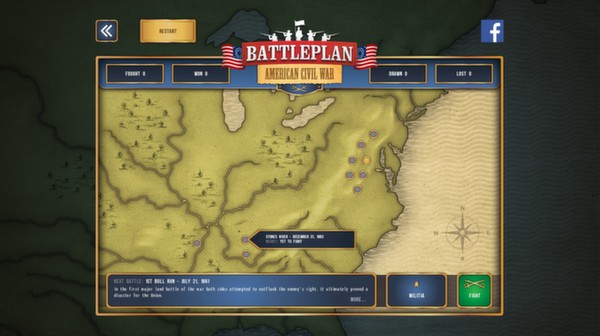 RESTART
BATTLEPLAN
AMERICAN CIVIL WAR
FOUGHT 0
WON 0
DRAWN 0
LOST 0
STONES RIVER - DECEMBER 31, 1862
YET TO FIGHT
NEXT BATTLE: 1ST BULL RUN - JULY 21, 1861
In the first major land battle of the war both sides attempted to outflank the enemy's right. It ultimately proved a
disaster for the Union.
MORE...
MILITIA
FIGHT